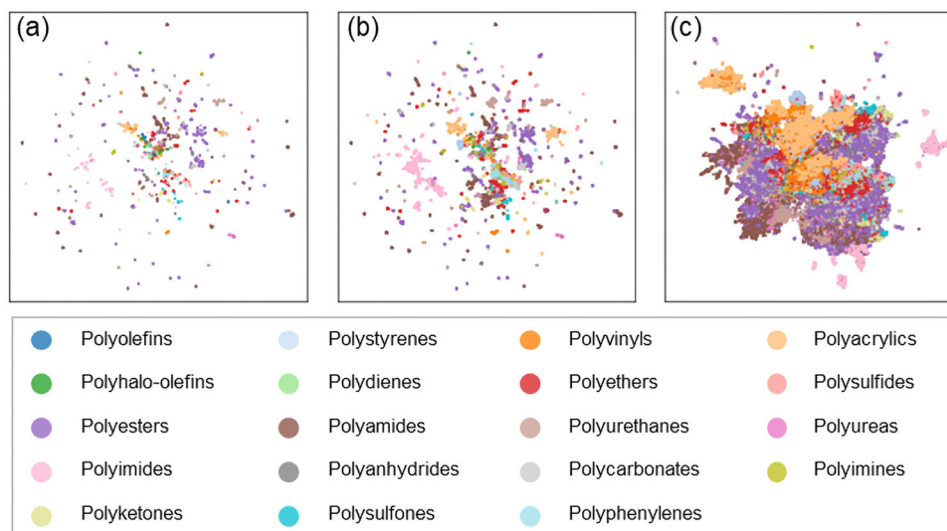 (a) (b) (c)
Polyolefins Polystyrenes Polyvinyls Polyacrylics
Polyhalo-olefins Polydienes Polyethers Polysulfides
Polyesters Polyamides Polyurethanes Polyureas
Polyimides Polyanhydrides Polycarbonates Polyimines
Polyketones Polysulfones Polyphenylenes